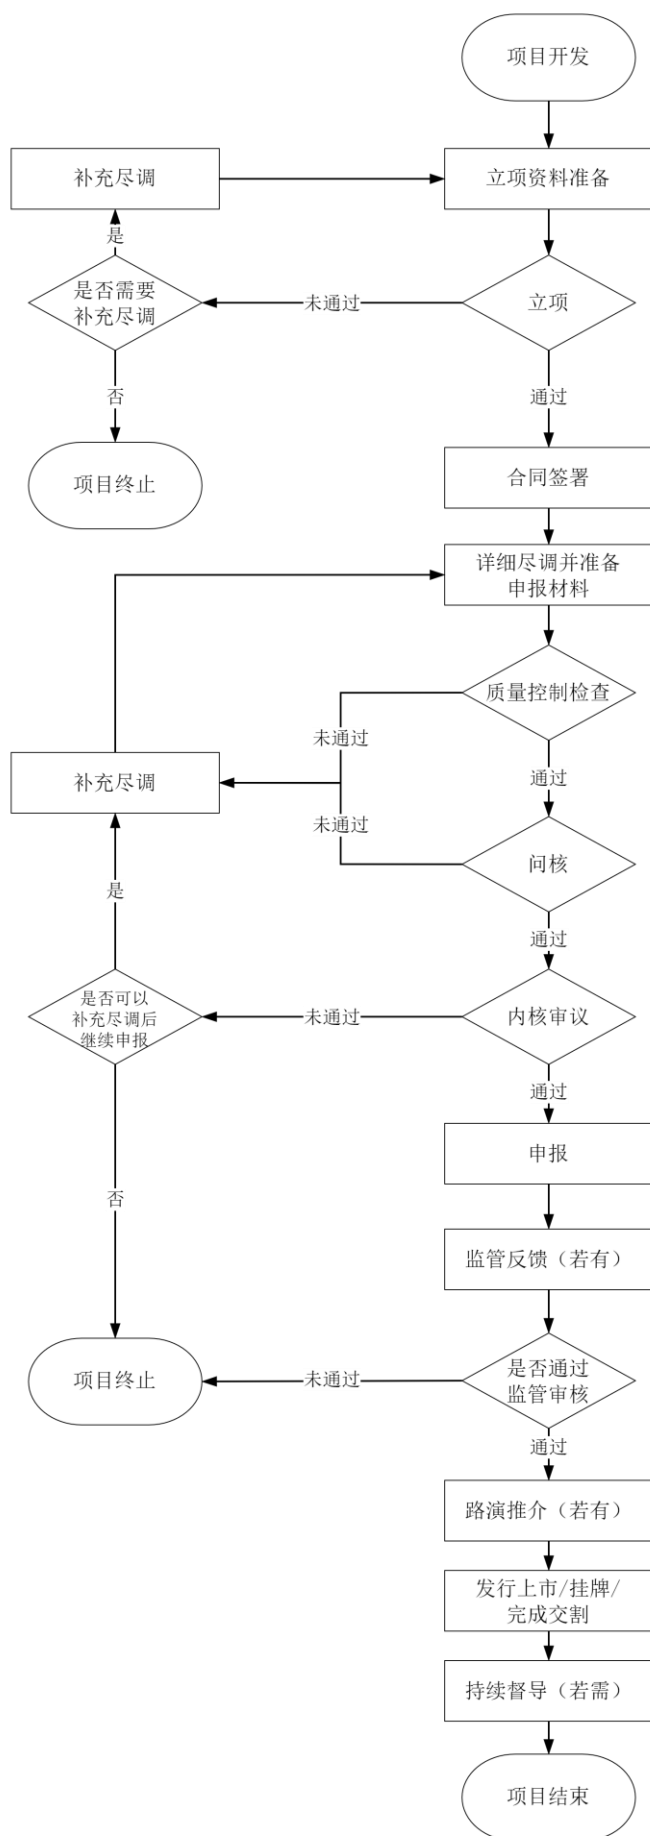 项目开发
补充尽调
立项资料准备
是
是否需要
补充尽调
未通过
立项
否
通过
项目终止
合同签署
详细尽调并准备
申报材料
质量控制检查
未通过
补充尽调
通过
未通过
问核
是
通过
是否可以
补充尽调后
继续申报
未通过
内核审议
通过
申报
否
监管反馈（若有）
项目终止
未通过
是否通过
监管审核
通过
路演推介（若有）
发行上市/挂牌/
完成交割
持续督导（若需）
项目结束